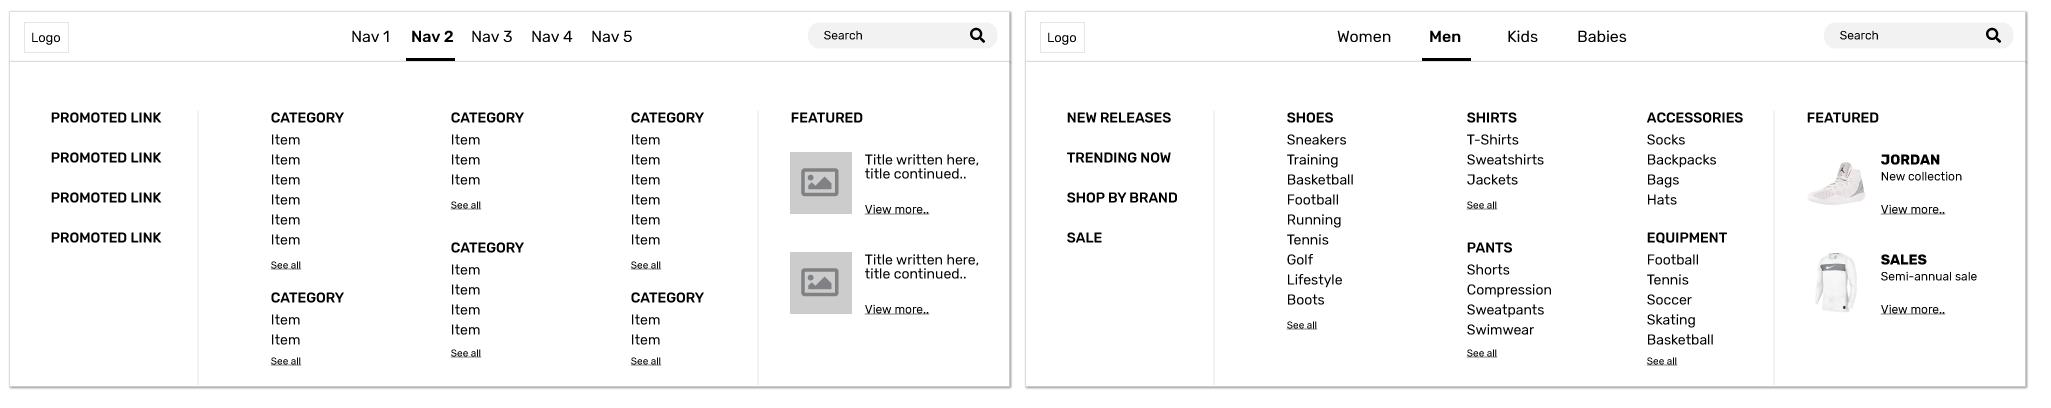 Logo
Nav 1 Nav 2 Nav 3 Nav 4 Nav 5
Search
PROMOTED LINK
PROMOTED LINK
PROMOTED LINK
PROMOTED LINK
CATEGORY
Item
Item
Item
Item
Item
Item
See all
CATEGORY
Item
Item
See all
CATEGORY
Item
Item
Item
See all
CATEGORY
Item
Item
Item
Item
See all
CATEGORY
Item
Item
Item
Item
Item
Item
See all
CATEGORY
Item
Item
See all
FEATURED
Title written here,
title continued..
View more..
Title written here,
title continued..
View more..
Logo
Women Men Kids Babies
Search
NEW RELEASES
TRENDING NOW
SHOP BY BRAND
SALE
SHOES
Sneakers
Training
Basketball
Football
Running
Tennis
Golf
Lifestyle
Boots
See all
SHIRTS
T-Shirts
Sweatshirts
Jackets
See all
PANTS
Shorts
Compression
Sweatpants
Swimwear
See all
ACCESSORIES
Socks
Backpacks
Bags
Hats
EQUIPMENT
Football
Tennis
Soccer
Skating
Basketball
See all
FEATURED
JORDAN
New collection
View more..
SALES
Semi-annual sale
View more..